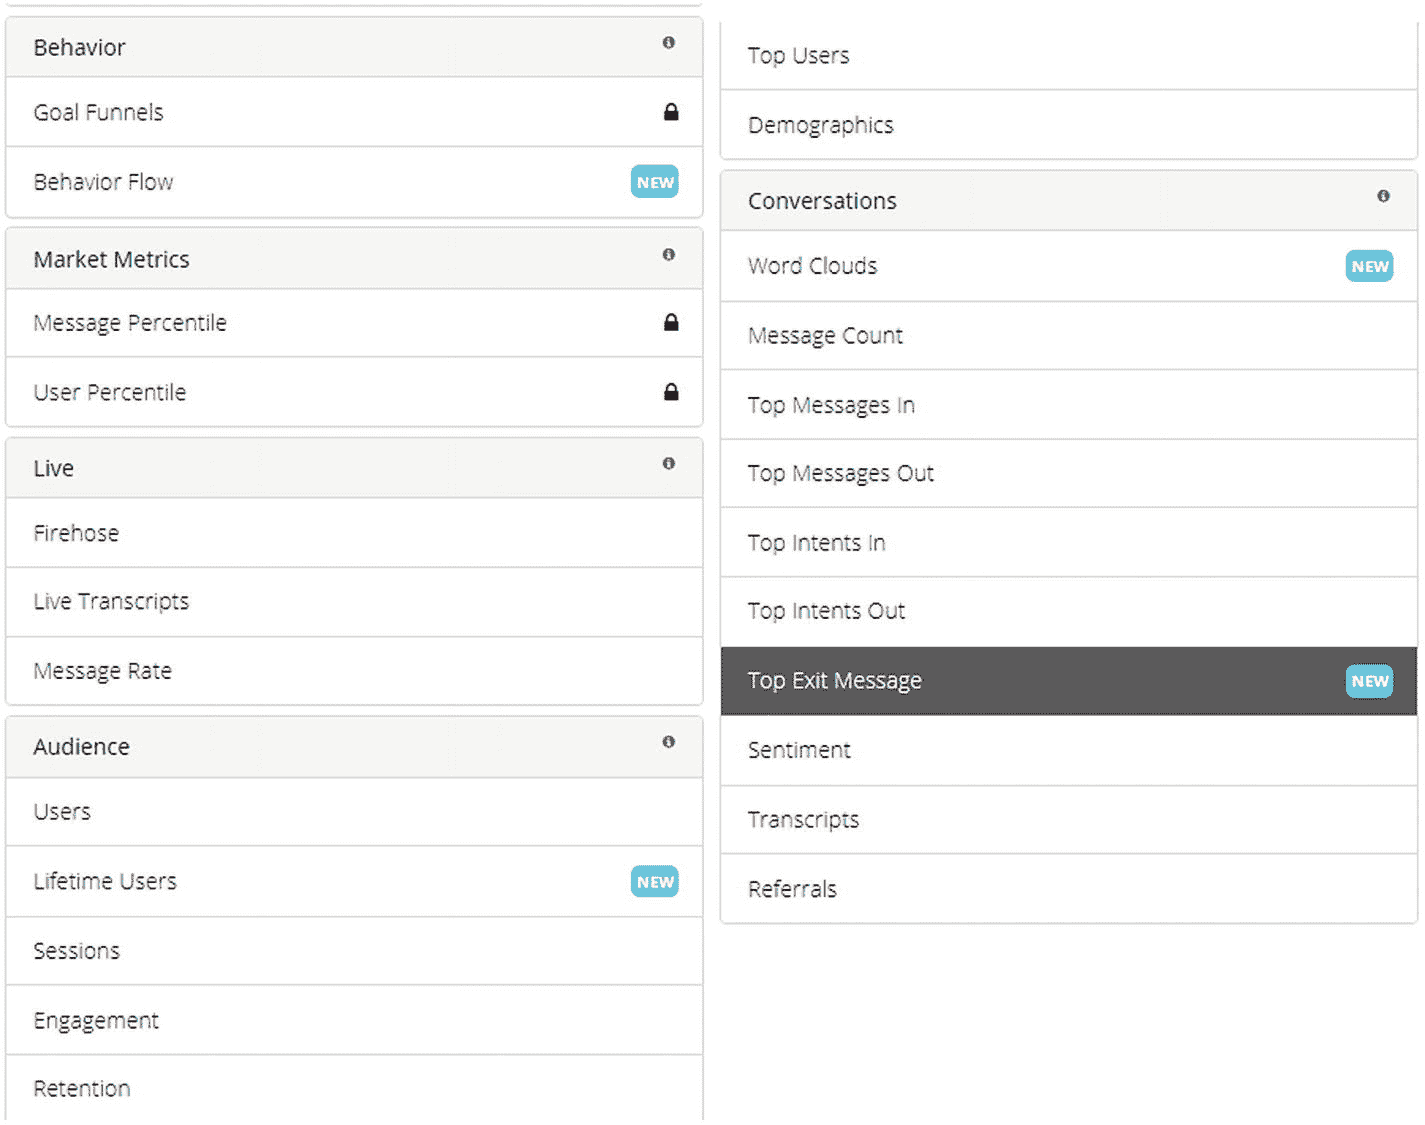 Behavior
Goal Funnels
Behavior Flow NEW
Market Metrics
Message Percentile
User Percentile
Live
Firehose
Live Transcripts
Message Rate
Audience
Users
Lifetime Users NEW
Sessions
Engagement
Retention
Top Users
Demographics
Conversations
Word Clouds NEW
Message Count
Top Messages In
Top Messages Out
Top Intents In
Top Intents Out
Top Exit Message NEW
Sentiment
Transcripts
Referrals